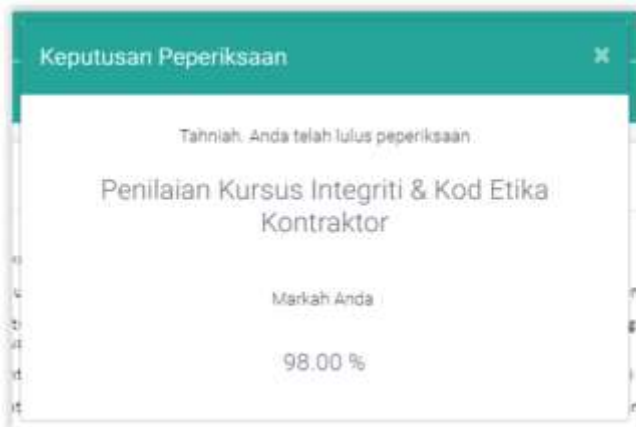 Keputusan Peperiksaan
Tahniah. Anda telah lulus peperiksaan
Penilaian Kursus Integriti & Kod Etika
Kontraktor
Markah Anda
98.00 %